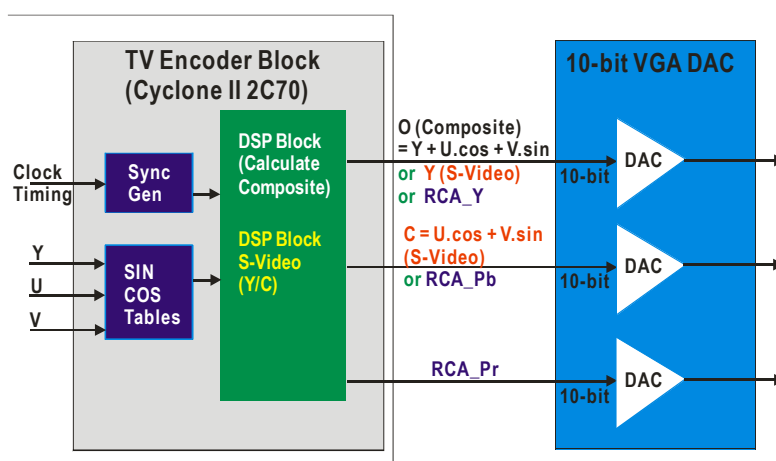 TV Encoder Block
(Cyclone II 2C70)
10-bit VGA DAC
Clock
Timing
Sync
Gen
Y
U
V
SIN
COS
Tables
DSP Block
(Calculate
Composite)
DSP Block
S-Video
(Y/C)
O (Composite)
= Y + U.cos + V.sin
or Y (S-Video)
or RCA_Y
10-bit
DAC
C = U.cos + V.sin
(S-Video)
or RCA_Pb
10-bit
DAC
RCA_Pr
10-bit
DAC